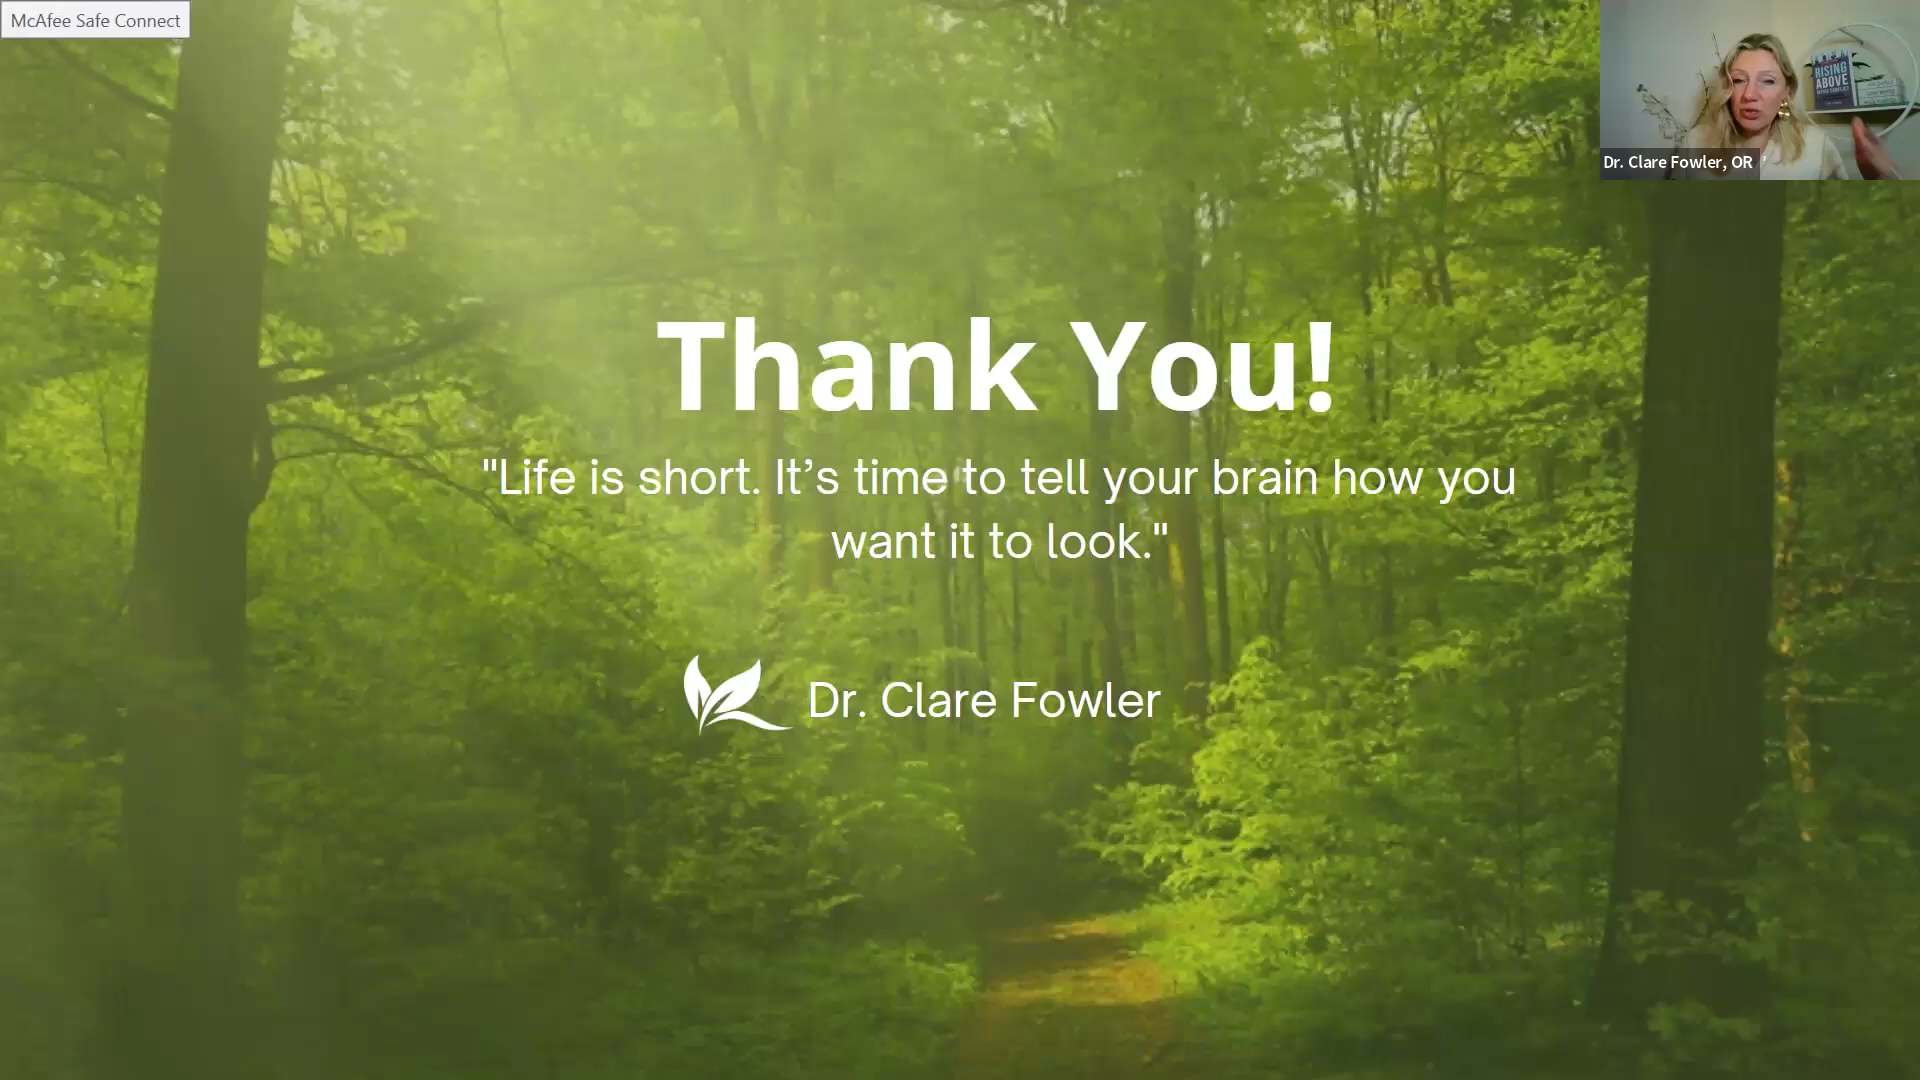 McAfee Safe Connect
RISING
ABOVE
Dr. Clare Fowler, OR
Thank You!
"Life is short. It’s time to tell your brain how you
want it to look."
Dr. Clare Fowler